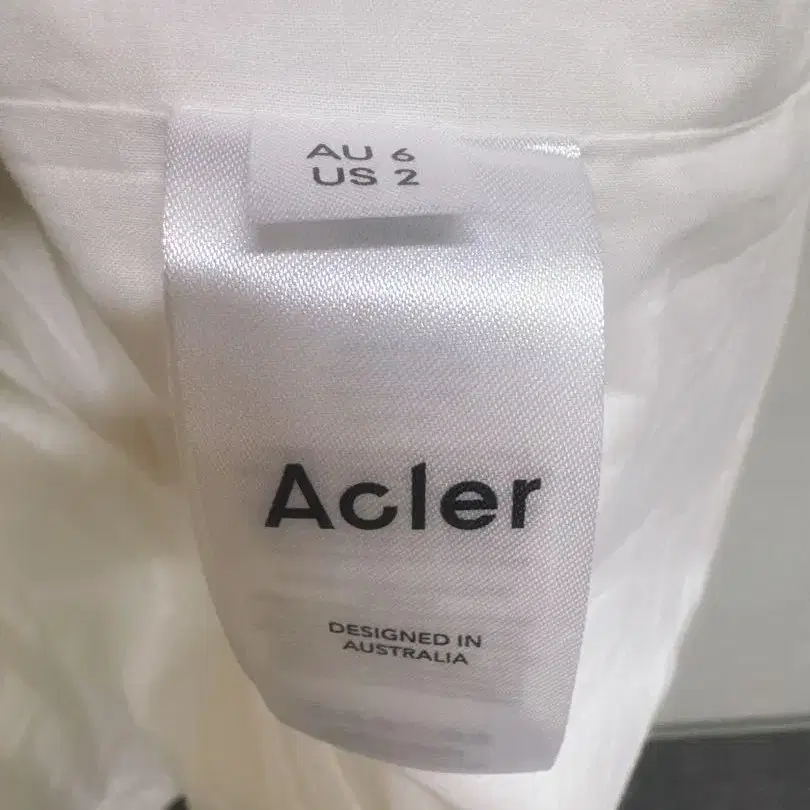 AU 6
US 2
Acler
DESIGNED IN
AUSTRALIA